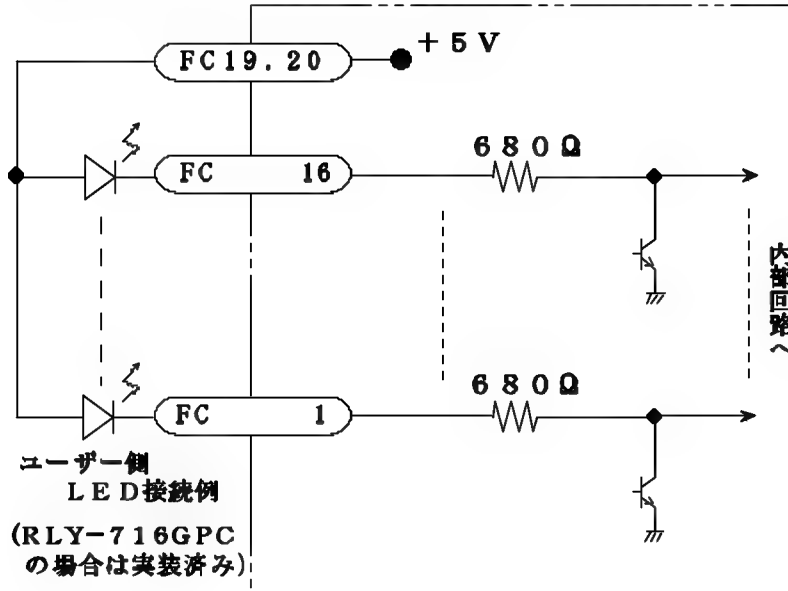 FC19.20
+5V
FC 16
680Ω
内部回路へ
FC 1
680Ω
ユーザー側
LED接続例
(RLY-716GPC
の場合は実装済み)